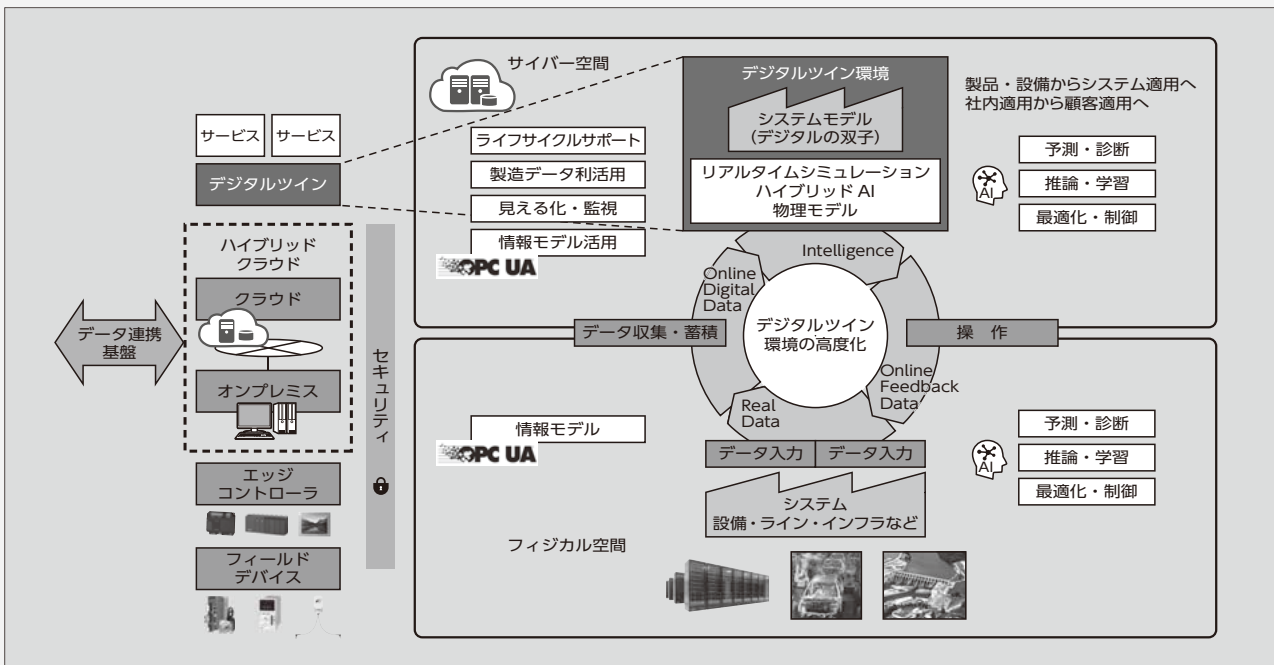 サービス
サービス
デジタルツイン
ハイブリッド
クラウド
クラウド
オンプレミス
データ連携
基盤
エッジ
コントローラ
フィールド
デバイス
セキュリティ
サイバー空間
ライフサイクルサポート
製造データ利活用
見える化・監視
情報モデル活用
OPC UA
デジタルツイン環境
システムモデル
(デジタルの双子)
リアルタイムシミュレーション
ハイブリッド AI
物理モデル
製品・設備からシステム適用へ
社内適用から顧客適用へ
AI
予測・診断
推論・学習
最適化・制御
Intelligence
Online
Digital
Data
データ収集・蓄積
デジタルツイン
環境の高度化
操 作
Online
Feedback
Data
Real
Data
情報モデル
OPC UA
データ入力
データ入力
システム
設備・ライン・インフラなど
フィジカル空間
AI
予測・診断
推論・学習
最適化・制御